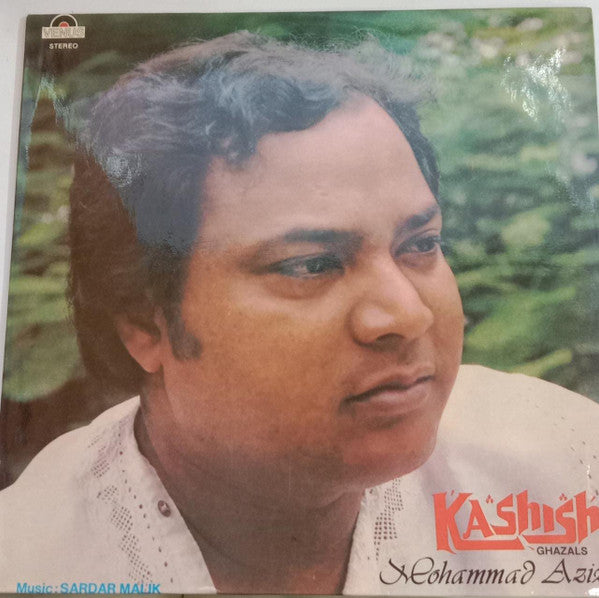 VENUS
STEREO
KASHISH
GHAZALS
Mohammad Aziz
Music: SARDAR MALIK